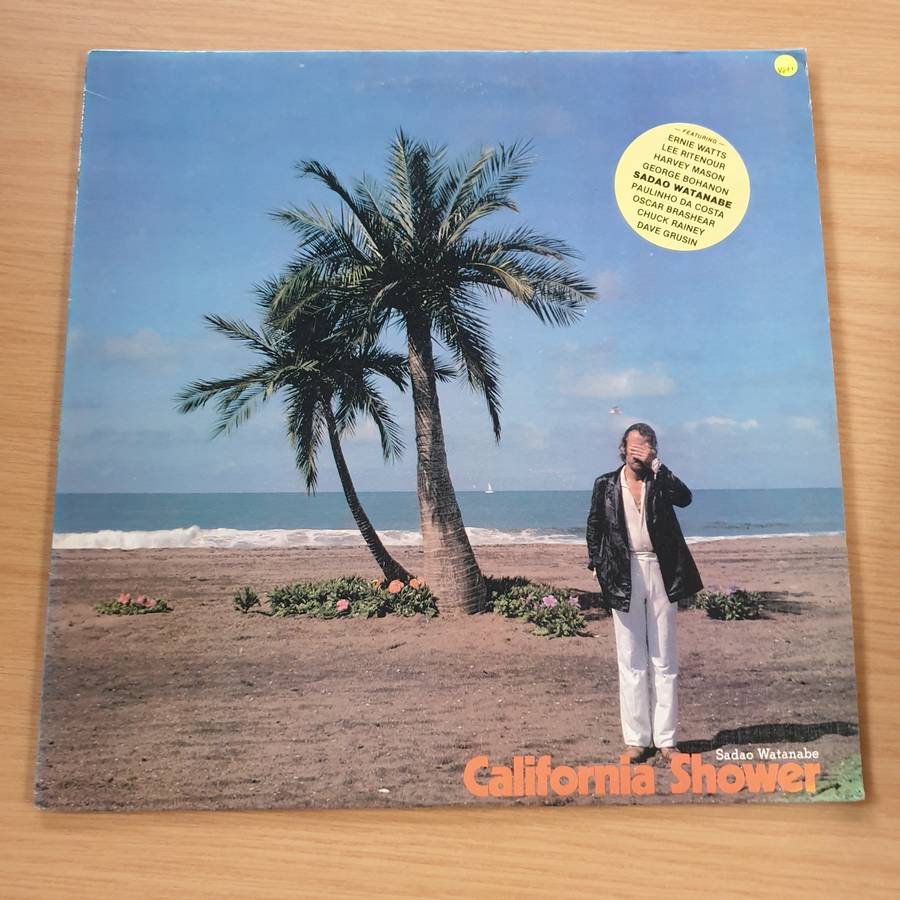 — FEATURING —
ERNIE WATTS
LEE RITENOUR
HARVEY MASON
GEORGE BOHANON
SADAO WATANABE
PAULINHO DA COSTA
OSCAR BRASHEAR
CHUCK RAINEY
DAVE GRUSIN
Sadao Watanabe
California Shower